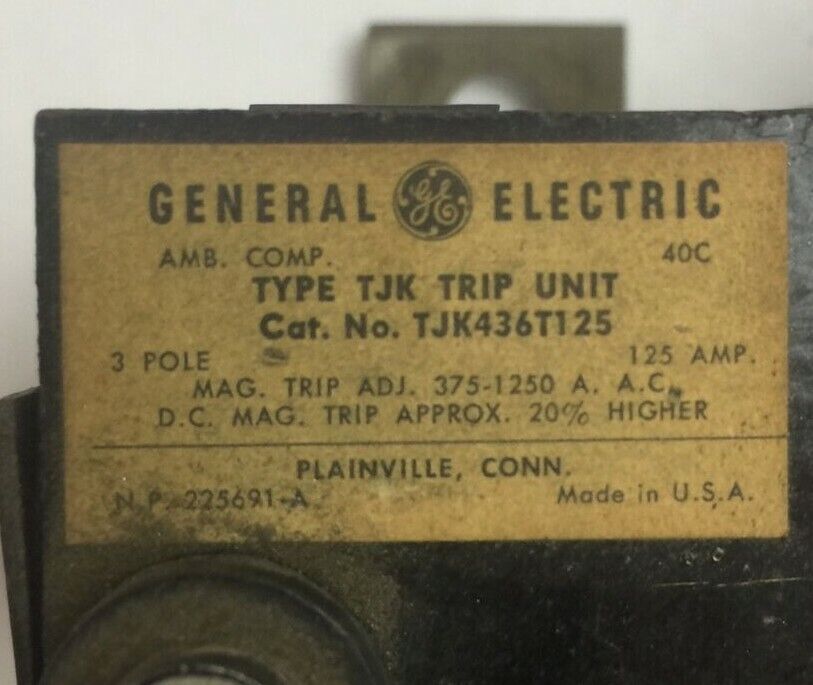 GENERAL GE ELECTRIC
AMB. COMP. 40C
TYPE TJK TRIP UNIT
Cat. No. TJK436T125
3 POLE 125 AMP.
MAG. TRIP ADJ. 375-1250 A. A.C.
D.C. MAG. TRIP APPROX. 20% HIGHER
PLAINVILLE, CONN.
N.P. 225691-A Made in U.S.A.